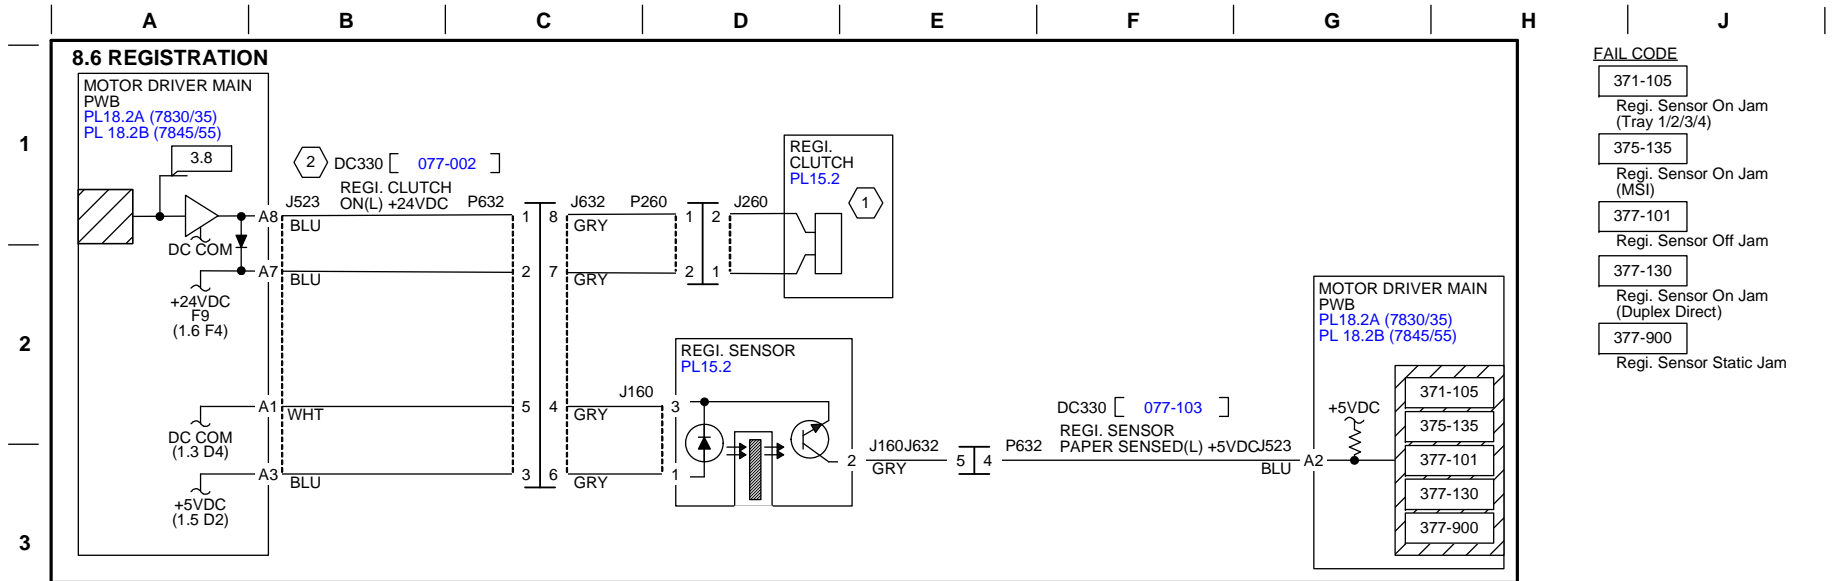 A B C D E F G H J
8.6 REGISTRATION
1
2
3
MOTOR DRIVER MAIN
PWB
PL18.2A (7830/35)
PL 18.2B (7845/55)
3.8
DC COM
+24VDC
F9
(1.6 F4)
DC COM
(1.3 D4)
+5VDC
(1.5 D2)
A8
A7
A1
A3
2 DC330 [ 077-002 ]
REGI. CLUTCH
ON(L) +24VDC
J523
BLU
BLU
WHT
BLU
P632
J632
1 8
2 7
5 4
3 6
GRY
GRY
GRY
GRY
P260
J260
1 2
2 1
REGI.
CLUTCH
PL15.2
1
REGI. SENSOR
PL15.2
J160
3
1
2
J160J632
GRY
5 4
P632
DC330 [ 077-103 ]
REGI. SENSOR
PAPER SENSED(L) +5VDC
J523
BLU
A2
MOTOR DRIVER MAIN
PWB
PL18.2A (7830/35)
PL 18.2B (7845/55)
+5VDC
371-105
375-135
377-101
377-130
377-900
FAIL CODE
371-105
Regi. Sensor On Jam
(Tray 1/2/3/4)
375-135
Regi. Sensor On Jam
(MSI)
377-101
Regi. Sensor Off Jam
377-130
Regi. Sensor On Jam
(Duplex Direct)
377-900
Regi. Sensor Static Jam